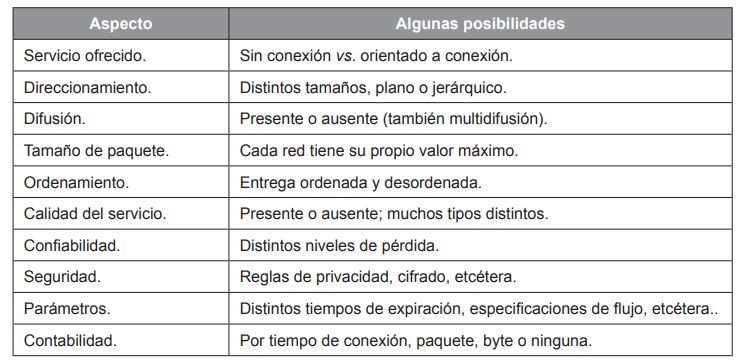 Aspecto Algunas posibilidades
Servicio ofrecido. Sin conexión vs. orientado a conexión.
Direccionamiento. Distintos tamaños, plano o jerárquico.
Difusión. Presente o ausente (también multidifusión).
Tamaño de paquete. Cada red tiene su propio valor máximo.
Ordenamiento. Entrega ordenada y desordenada.
Calidad del servicio. Presente o ausente; muchos tipos distintos.
Confiabilidad. Distintos niveles de pérdida.
Seguridad. Reglas de privacidad, cifrado, etcétera.
Parámetros. Distintos tiempos de expiración, especificaciones de flujo, etcétera..
Contabilidad. Por tiempo de conexión, paquete, byte o ninguna.